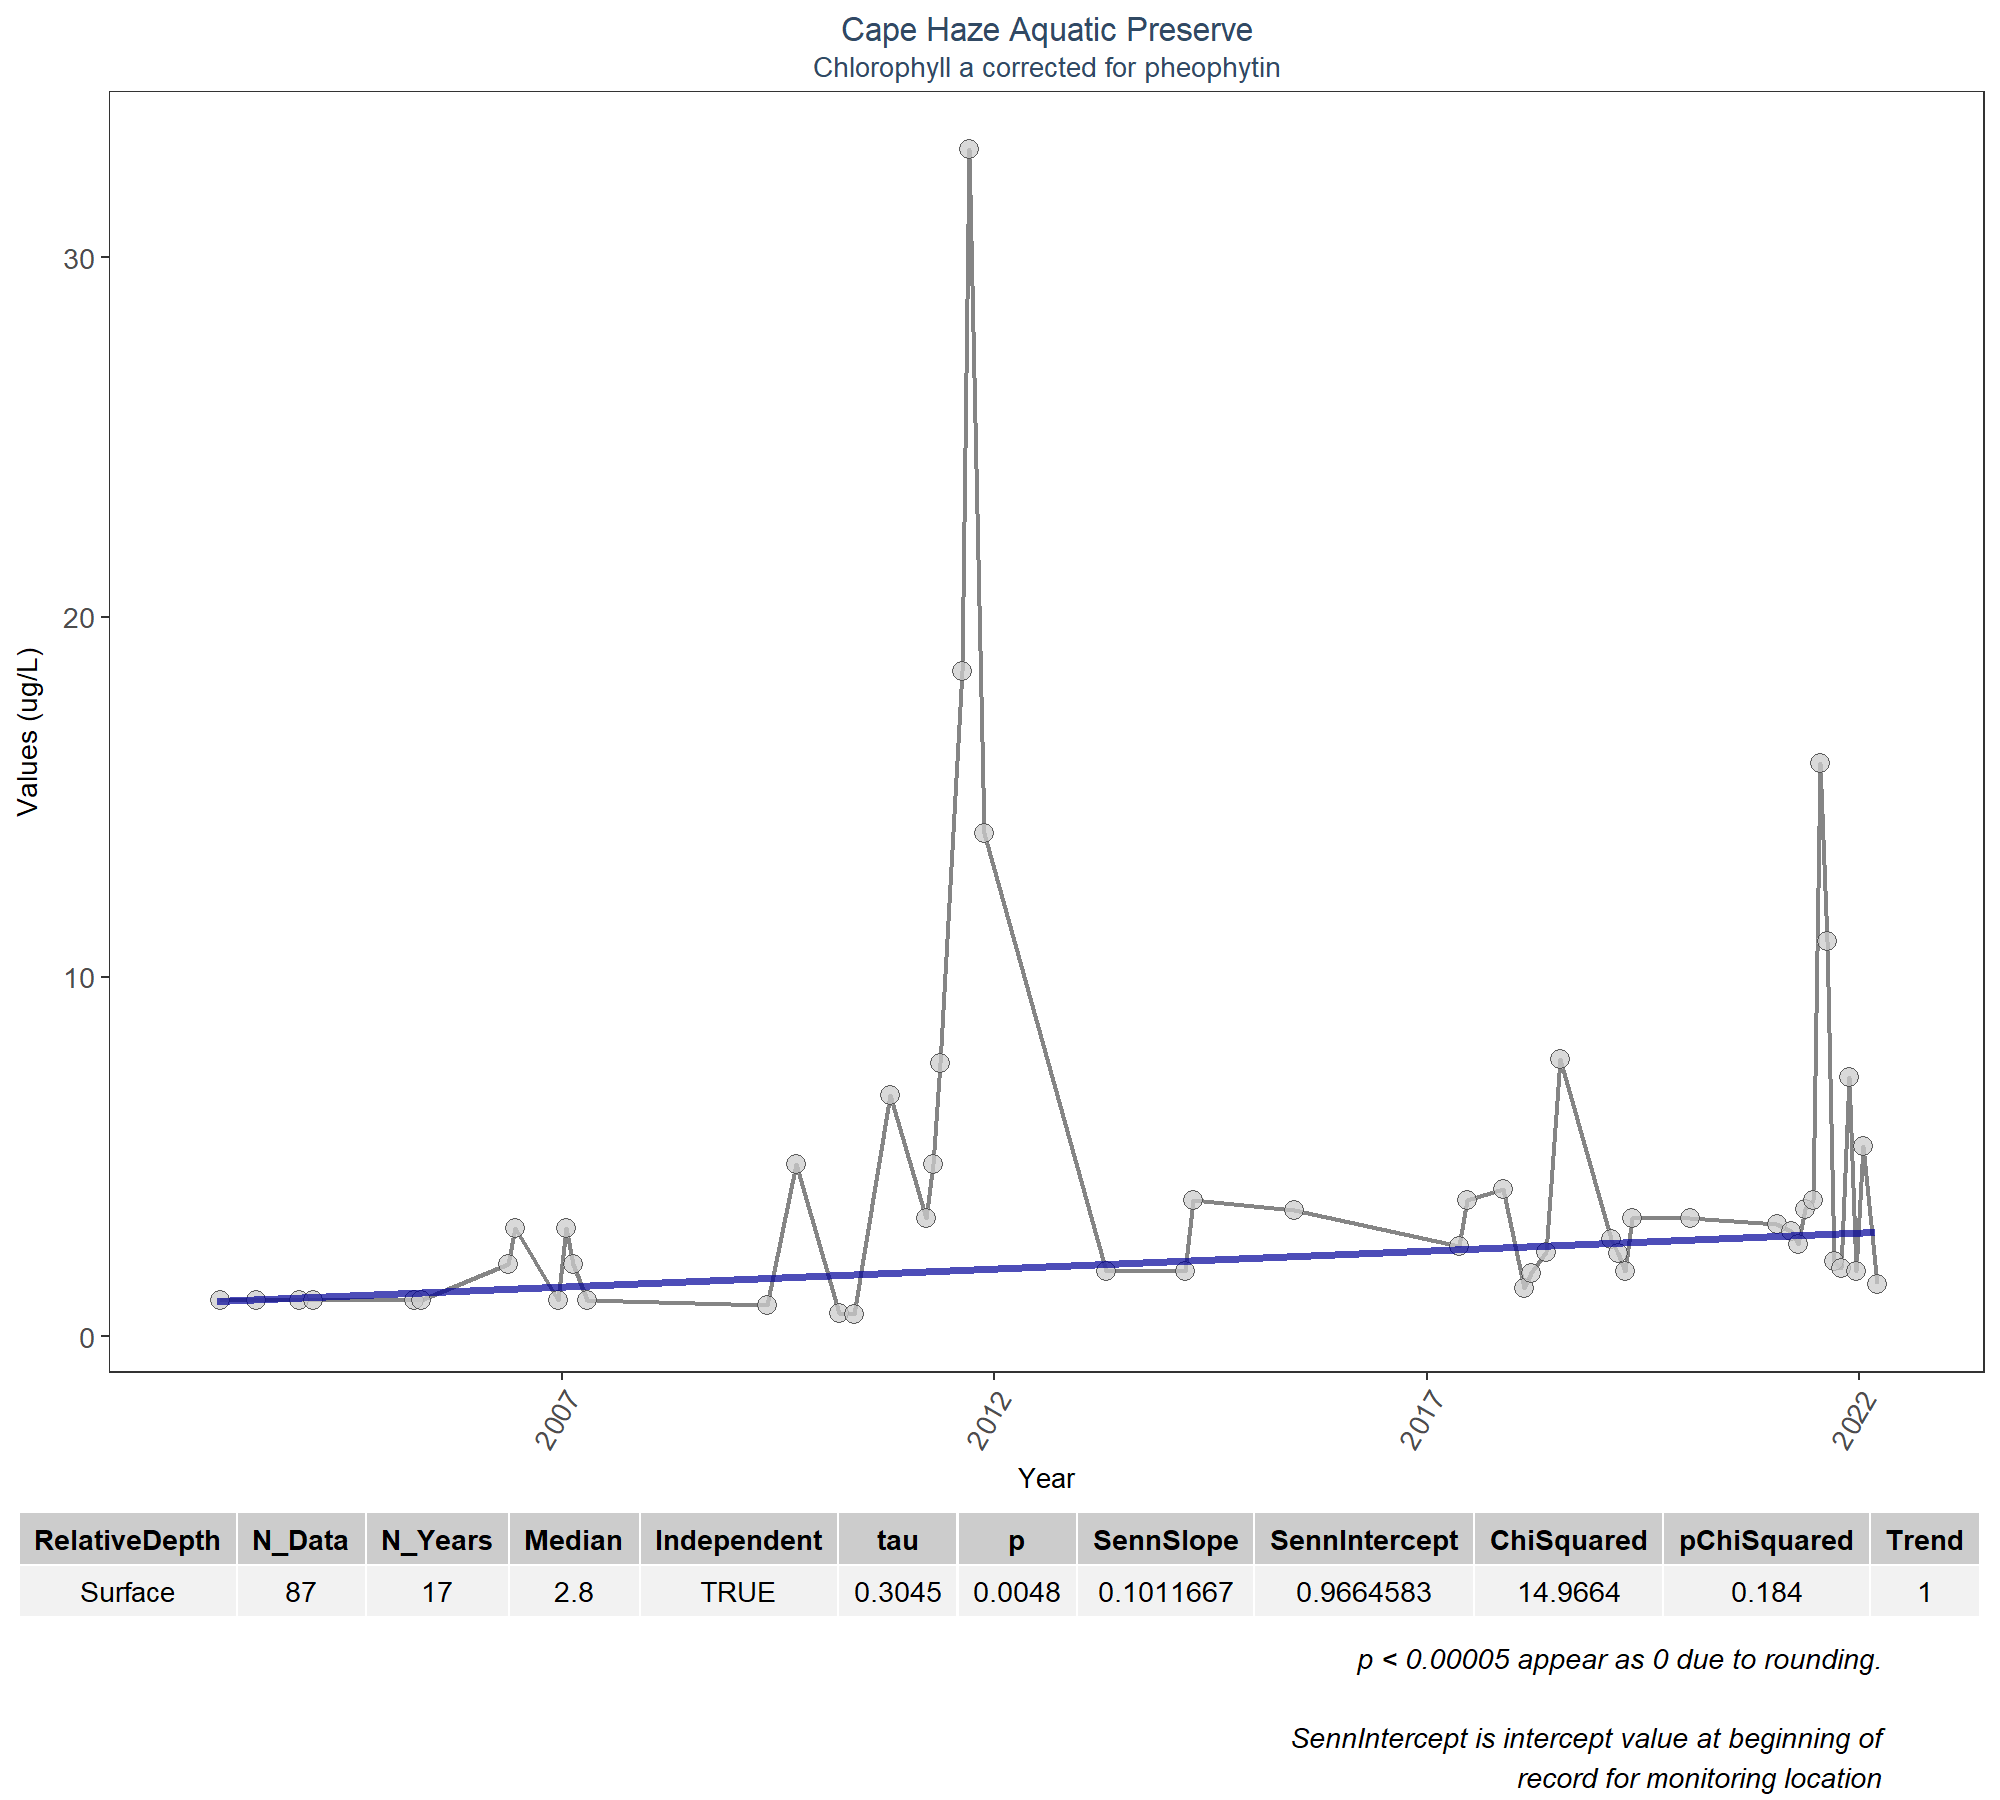 Cape Haze Aquatic Preserve
Chlorophyll a corrected for pheophytin
Values (ug/L)
30
20
10
0
2007
2012
2017
2022
Year
RelativeDepth N_Data N_Years Median Independent tau p SennSlope SennIntercept ChiSquared pChiSquared Trend
Surface 87 17 2.8 TRUE 0.3045 0.0048 0.1011667 0.9664583 14.9664 0.184 1
p < 0.00005 appear as 0 due to rounding.
SennIntercept is intercept value at beginning of
record for monitoring location